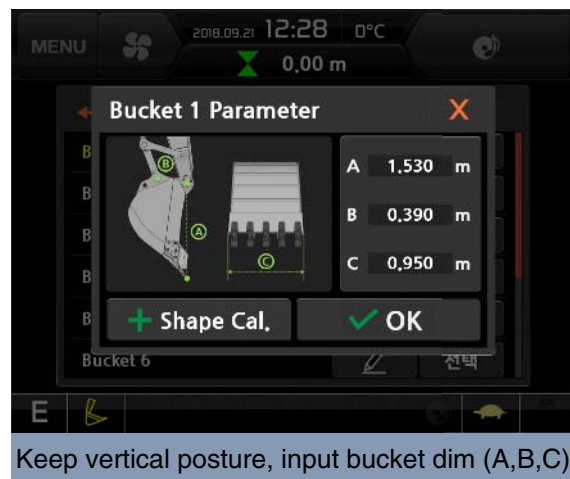 2018.09.21 12:28 0°C
MENU
0,00 m
Bucket 1 Parameter X
B
A 1,530 m
B
B
A
B 0,390 m
B
B
C
C 0,950 m
B
Shape Cal. OK
Bucket 6 선택
E
Keep vertical posture, input bucket dim (A,B,C)